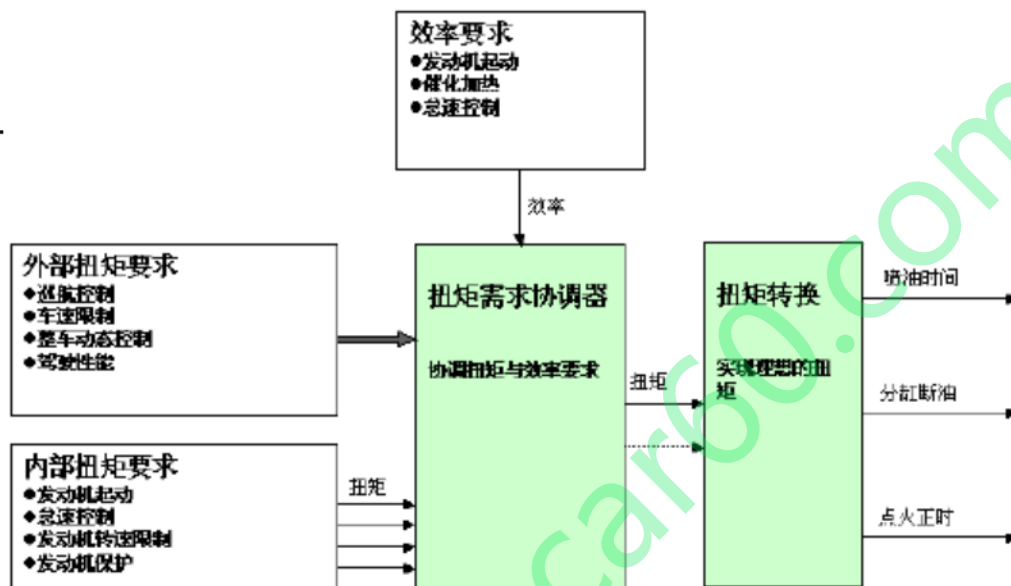 效率要求
●发动机起动
●催化加热
●怠速控制
效率
外部扭矩要求
◆巡航控制
◆车速限制
◆整车动态控制
◆驾驶性能
扭矩需求协调器
协调扭矩与效率要求
扭矩
扭矩转换
实现理想的扭
矩
喷油时间
分缸断油
点火正时
内部扭矩要求
◆发动机起动
◆怠速控制
◆发动机转速限制
◆发动机保护
扭矩
car60.com